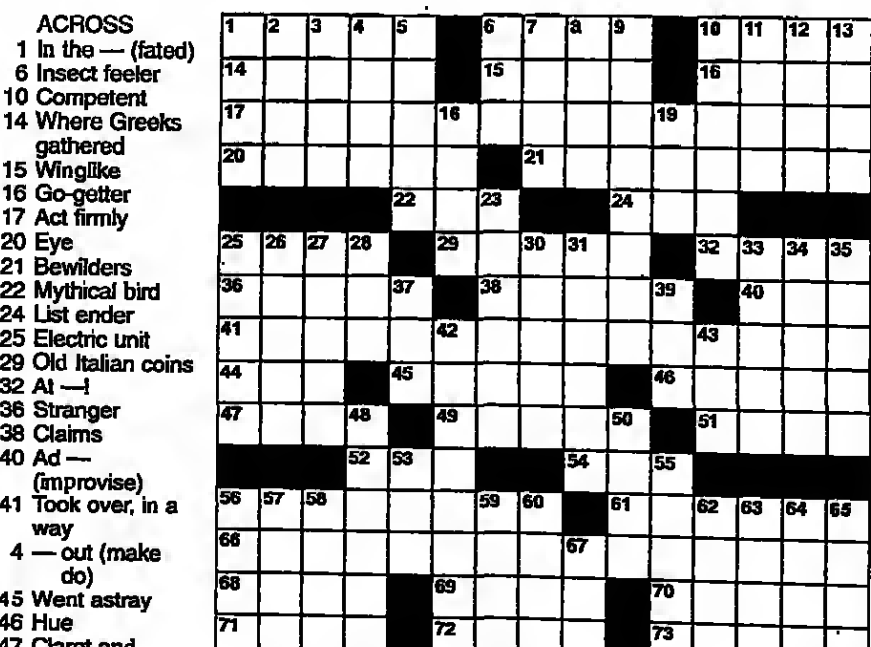 ACROSS
1 In the — (fated)
6 Insect feeler
10 Competent
14 Where Greeks
gathered
15 Winglike
16 Go-getter
17 Act firmly
20 Eye
21 Bewilders
22 Mythical bird
24 List ender
25 Electric unit
29 Old Italian coins
32 At —!
36 Stranger
38 Claims
40 Ad —
(improvise)
41 Took over, in a
way
4 — out (make
do)
45 Went astray
46 Hue
47 Claret and
1 2 3 4 5 6 7 8 9 10 11 12 13
14 15 16
17 18 19
20 21
22 23 24
25 26 27 28 29 30 31 32 33 34 35
36 37 38 39 40
41 42 43
44 45 46
47 48 49 50 51
52 53 54 55
56 57 58 59 60 61 62 63 64 65
66 67
68 69 70
71 72 73